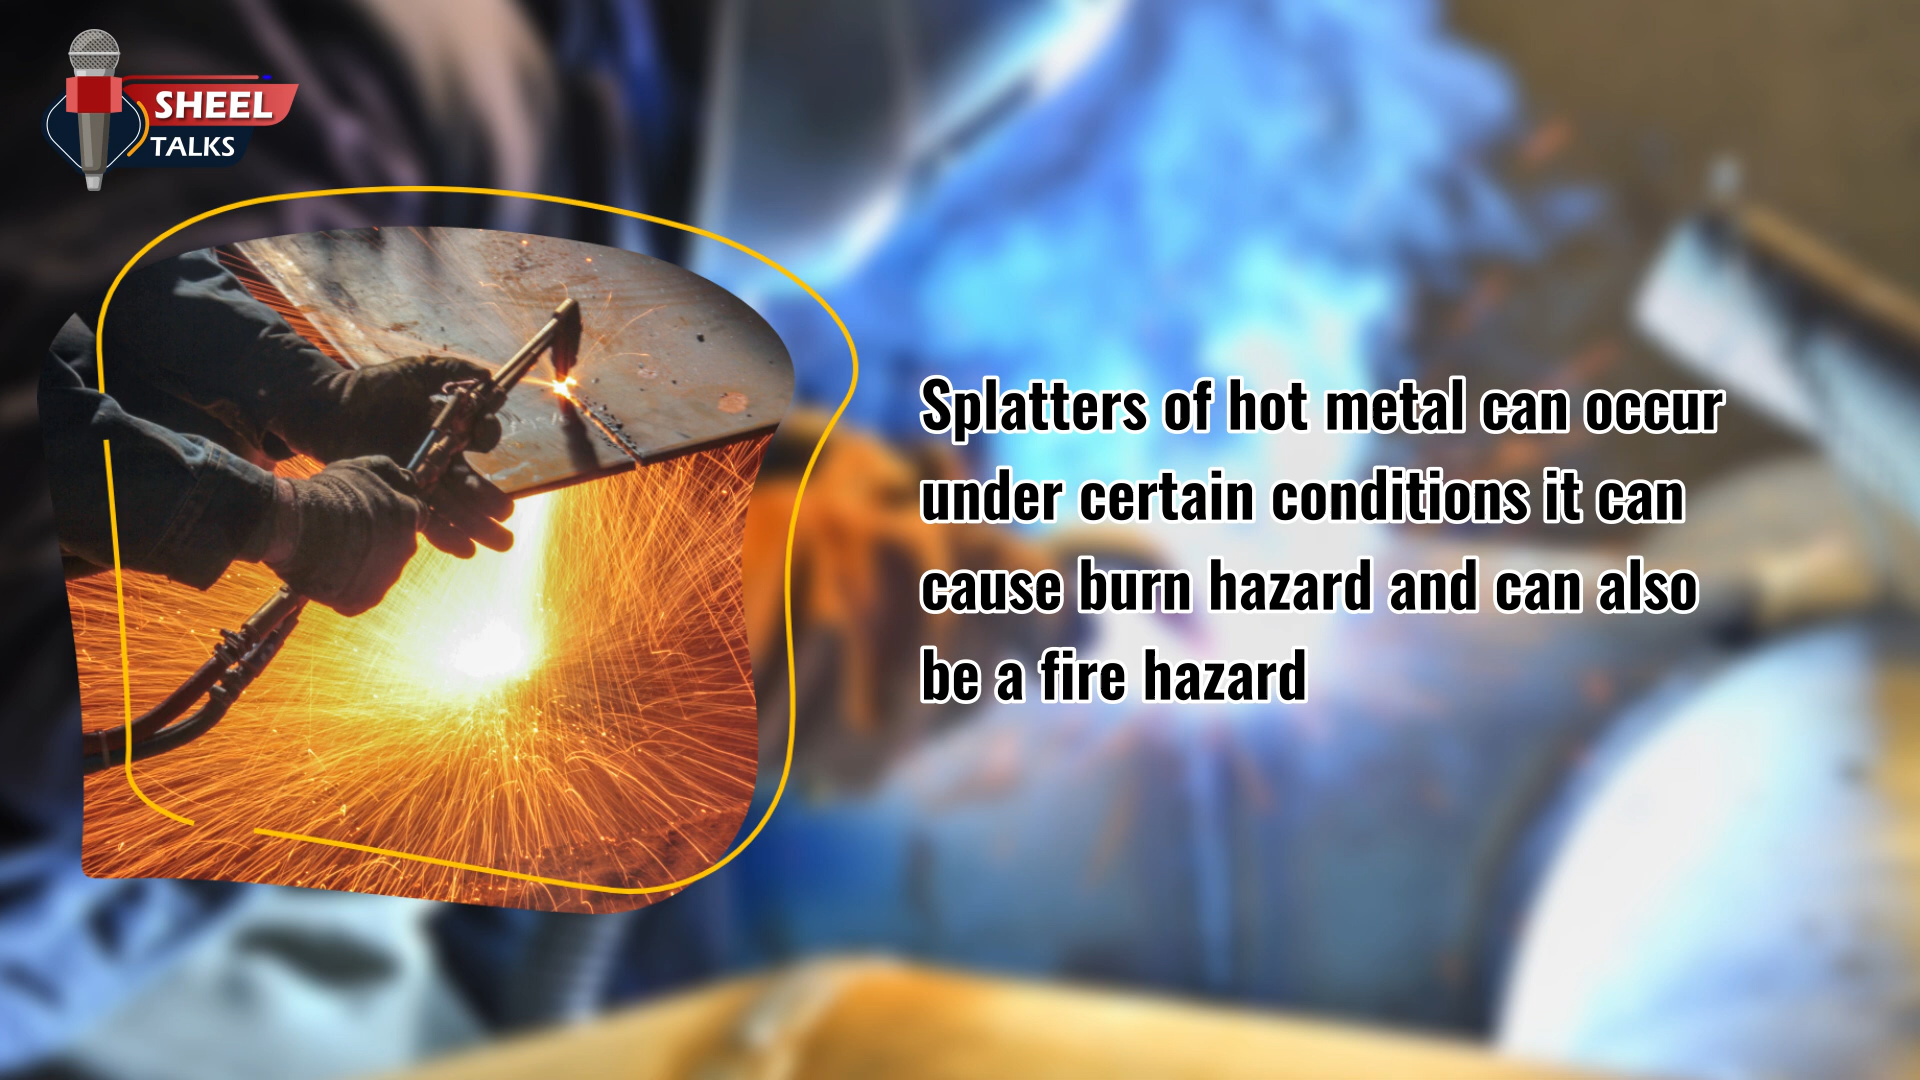 SHEEL
TALKS
Splatters of hot metal can occur
under certain conditions it can
cause burn hazard and can also
be a fire hazard